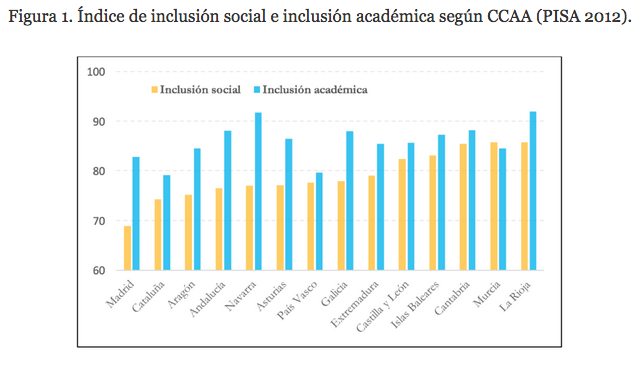 Figura 1. Índice de inclusión social e inclusión académica según CCAA (PISA 2012).
100
Inclusión social Inclusión académica
90
80
70
60
Madrid
Cataluña
Aragón
Andalucía
Navarra
Asturias
País Vasco
Galicia
Extremadura
Castilla y León
Islas Baleares
Cantabria
Murcia
La Rioja